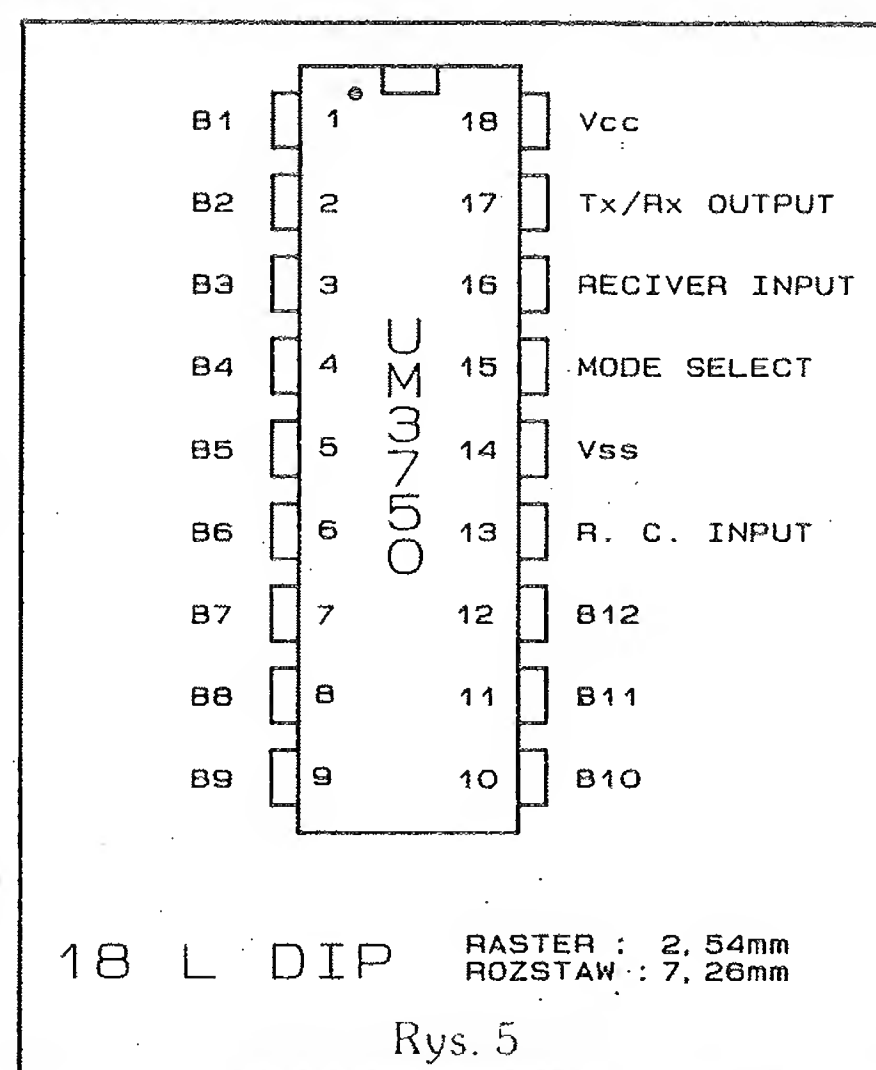 B1 1 18 Vcc
B2 2 17 Tx/Rx OUTPUT
B3 3 16 RECIVER INPUT
B4 4 15 MODE SELECT
B5 5 14 Vss
B6 6 13 R. C. INPUT
B7 7 12 B12
B8 8 11 B11
B9 9 10 B10
UM3750
18 L DIP
RASTER : 2,54mm
ROZSTAW : 7,26mm
Rys. 5